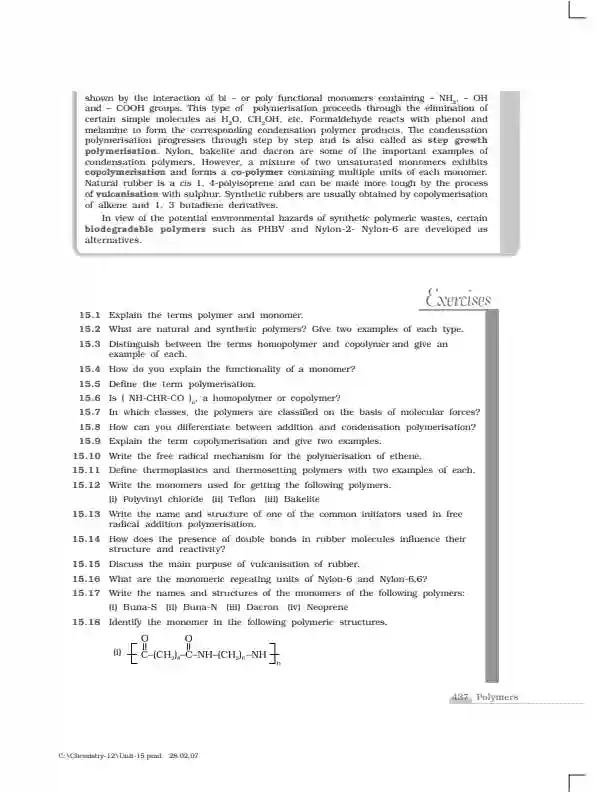 shown by the interaction of bi – or poly functional monomers containing – NH₂, – OH
and – COOH groups. This type of polymerisation proceeds through the elimination of
certain simple molecules as H₂O, CH₃OH, etc. Formaldehyde reacts with phenol and
melamine to form the corresponding condensation polymer products. The condensation
polymerisation progresses through step by step and is also called as step growth
polymerisation. Nylon, bakelite and dacron are some of the important examples of
condensation polymers. However, a mixture of two unsaturated monomers exhibits
copolymerisation and forms a co-polymer containing multiple units of each monomer.
Natural rubber is a cis 1, 4-polyisoprene and can be made more tough by the process
of vulcanisation with sulphur. Synthetic rubbers are usually obtained by copolymerisation
of alkene and 1, 3 butadiene derivatives.
In view of the potential environmental hazards of synthetic polymeric wastes, certain
biodegradable polymers such as PHBV and Nylon-2- Nylon-6 are developed as
alternatives.
Exercises
15.1 Explain the terms polymer and monomer.
15.2 What are natural and synthetic polymers? Give two examples of each type.
15.3 Distinguish between the terms homopolymer and copolymer and give an
example of each.
15.4 How do you explain the functionality of a monomer?
15.5 Define the term polymerisation.
15.6 Is ( NH-CHR-CO )ₙ, a homopolymer or copolymer?
15.7 In which classes, the polymers are classified on the basis of molecular forces?
15.8 How can you differentiate between addition and condensation polymerisation?
15.9 Explain the term copolymerisation and give two examples.
15.10 Write the free radical mechanism for the polymerisation of ethene.
15.11 Define thermoplastics and thermosetting polymers with two examples of each.
15.12 Write the monomers used for getting the following polymers.
(i) Polyvinyl chloride (ii) Teflon (iii) Bakelite
15.13 Write the name and structure of one of the common initiators used in free
radical addition polymerisation.
15.14 How does the presence of double bonds in rubber molecules influence their
structure and reactivity?
15.15 Discuss the main purpose of vulcanisation of rubber.
15.16 What are the monomeric repeating units of Nylon-6 and Nylon-6,6?
15.17 Write the names and structures of the monomers of the following polymers:
(i) Buna-S (ii) Buna-N (iii) Dacron (iv) Neoprene
15.18 Identify the monomer in the following polymeric structures.
O O
(i) [C–(CH₂)₈–C–NH–(CH₂)₆–NH]ₙ
437 Polymers
C:\Chemistry-12\Unit-15.pmd 28.02.07